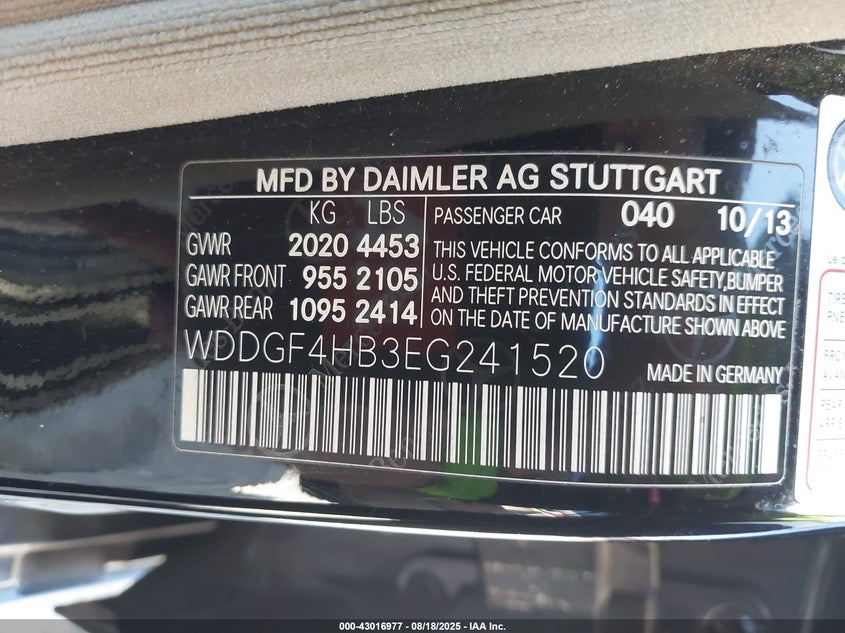 MFD BY DAIMLER AG STUTTGART
KG LBS
GVWR 2020 4453
GAWR FRONT 955 2105
GAWR REAR 1095 2414
PASSENGER CAR 040 10/13
THIS VEHICLE CONFORMS TO ALL APPLICABLE
U.S. FEDERAL MOTOR VEHICLE SAFETY,BUMPER
AND THEFT PREVENTION STANDARDS IN EFFECT
ON THE DATE OF MANUFACTURE SHOWN ABOVE
WDDGF4HB3EG241520
MADE IN GERMANY
000-43016977 - 08/18/2025 - IAA Inc.